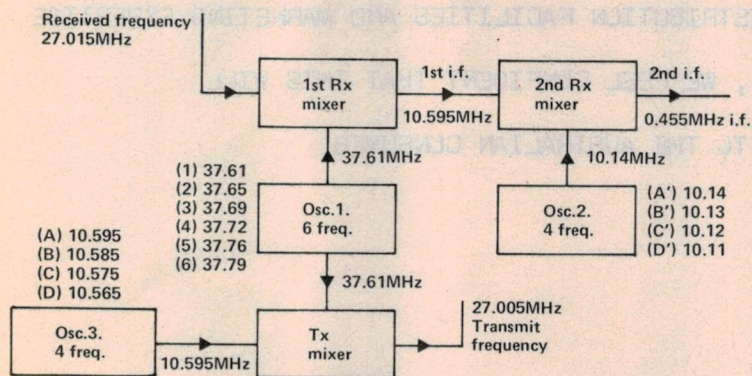 Received frequency
27.015MHz
1st Rx
mixer
1st i.f.
10.595MHz
2nd Rx
mixer
2nd i.f.
0.455MHz i.f.
37.61MHz
10.14MHz
(1) 37.61
(2) 37.65
(3) 37.69
(4) 37.72
(5) 37.76
(6) 37.79
Osc.1.
6 freq.
Osc.2.
4 freq.
(A') 10.14
(B') 10.13
(C') 10.12
(D') 10.11
(A) 10.595
(B) 10.585
(C) 10.575
(D) 10.565
37.61MHz
Osc.3.
4 freq.
10.595MHz
Tx
mixer
27.005MHz
Transmit
frequency